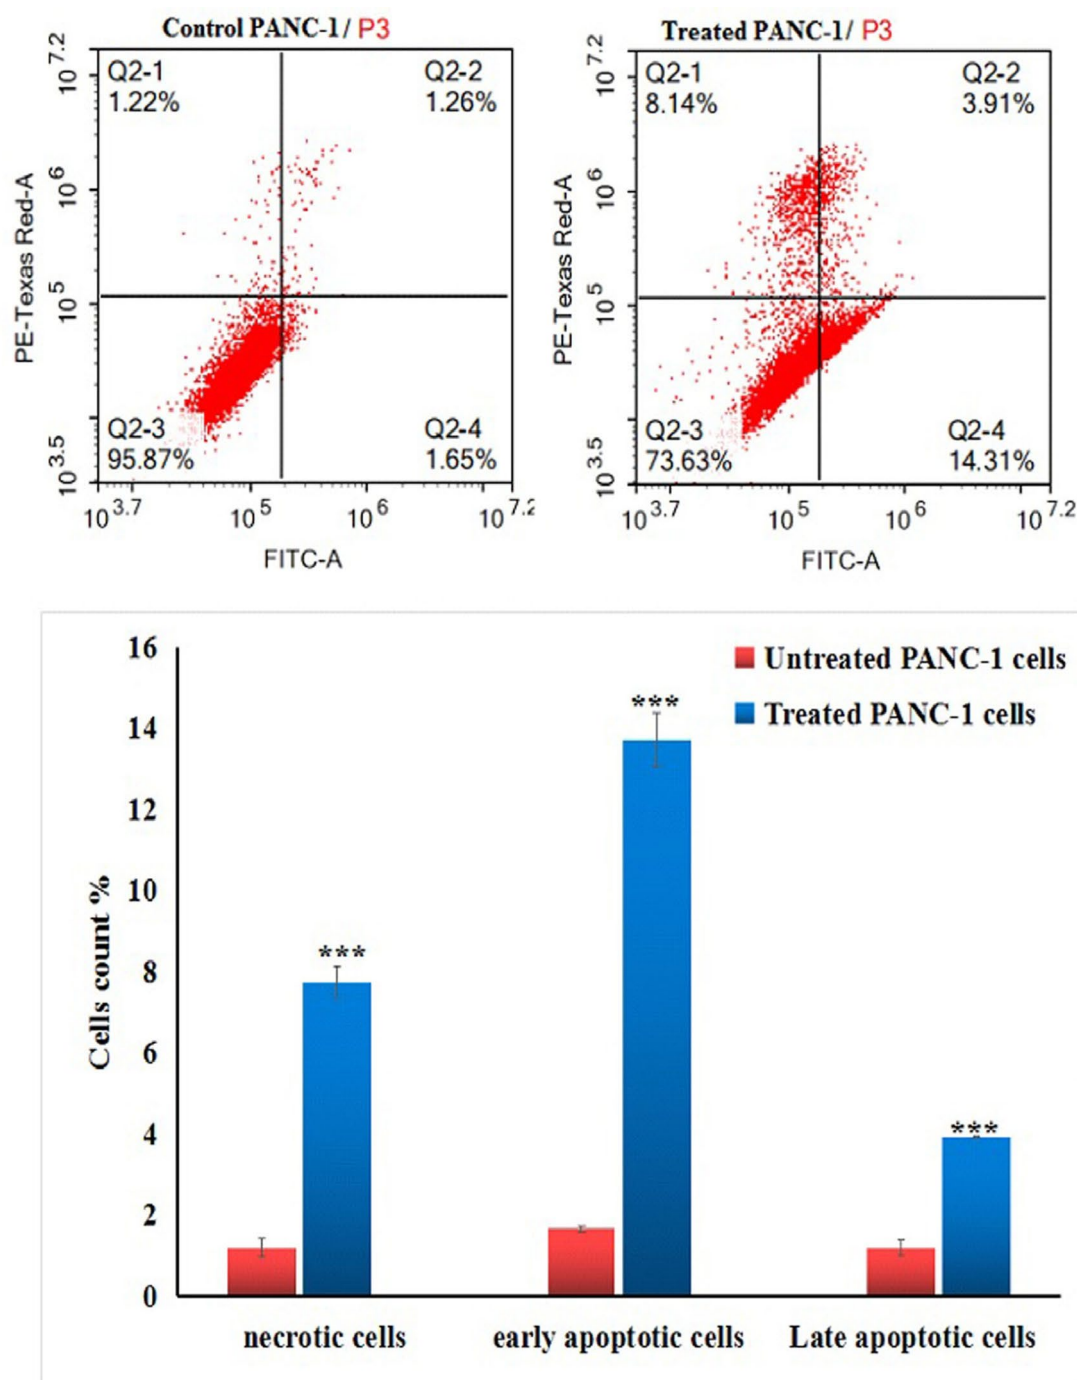 Control PANC-1/ P3
Q2-1
1.22%
Q2-2
1.26%
Q2-3
95.87%
Q2-4
1.65%
PE-Texas Red-A
10 7.2
10 6
10 5
10 3.5
10 3.7
10 5
10 6
10 7.2
FITC-A
Treated PANC-1/ P3
Q2-1
8.14%
Q2-2
3.91%
Q2-3
73.63%
Q2-4
14.31%
PE-Texas Red-A
10 7.2
10 6
10 5
10 3.5
10 3.7
10 5
10 6
10 7.2
FITC-A
Untreated PANC-1 cells
Treated PANC-1 cells
Cells count %
16
14
12
10
8
6
4
2
0
***
***
***
necrotic cells
early apoptotic cells
Late apoptotic cells